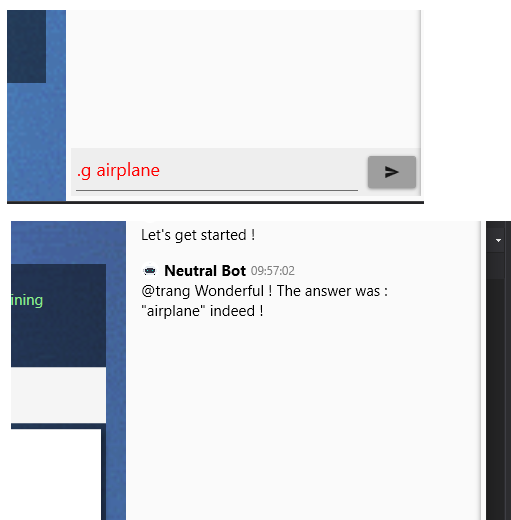 .g airplane
Let's get started !
Neutral Bot 09:57:02
ining
@trang Wonderful ! The answer was :
"airplane" indeed !